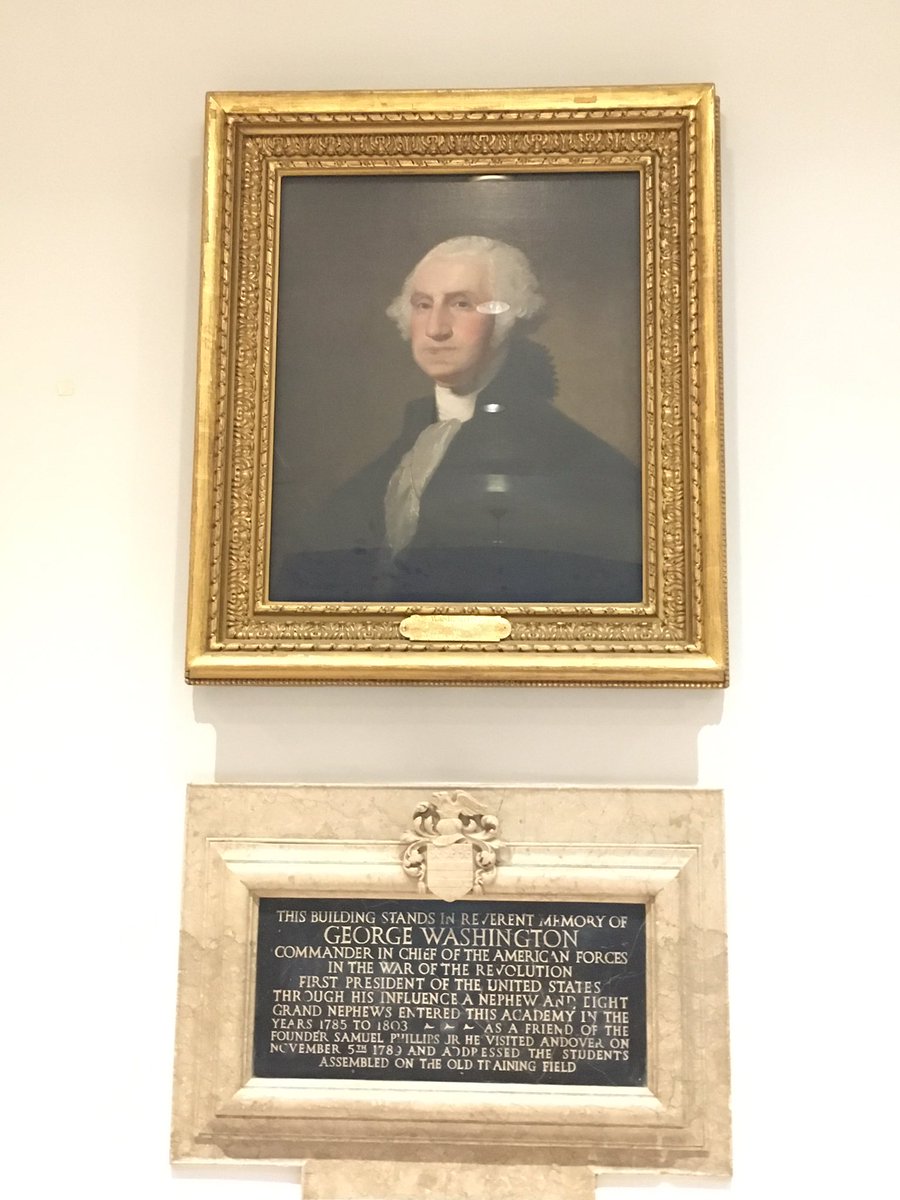 THIS BUILDING STANDS IN REVERENT MEMORY OF
GEORGE WASHINGTON
COMMANDER IN CHIEF OF THE AMERICAN FORCES
IN THE WAR OF THE REVOLUTION
FIRST PRESIDENT OF THE UNITED STATES
THROUGH HIS INFLUENCE A NEPHEW AND EIGHT
GRAND NEPHEWS ENTERED THIS ACADEMY IN THE
YEARS 1785 TO 1803 ~ ~ ~ AS A FRIEND OF THE
FOUNDER SAMUEL PHILLIPS JR HE VISITED ANDOVER ON
NOVEMBER 5TH 1789 AND ADDRESSED THE STUDENTS
ASSEMBLED ON THE OLD TRAINING FIELD